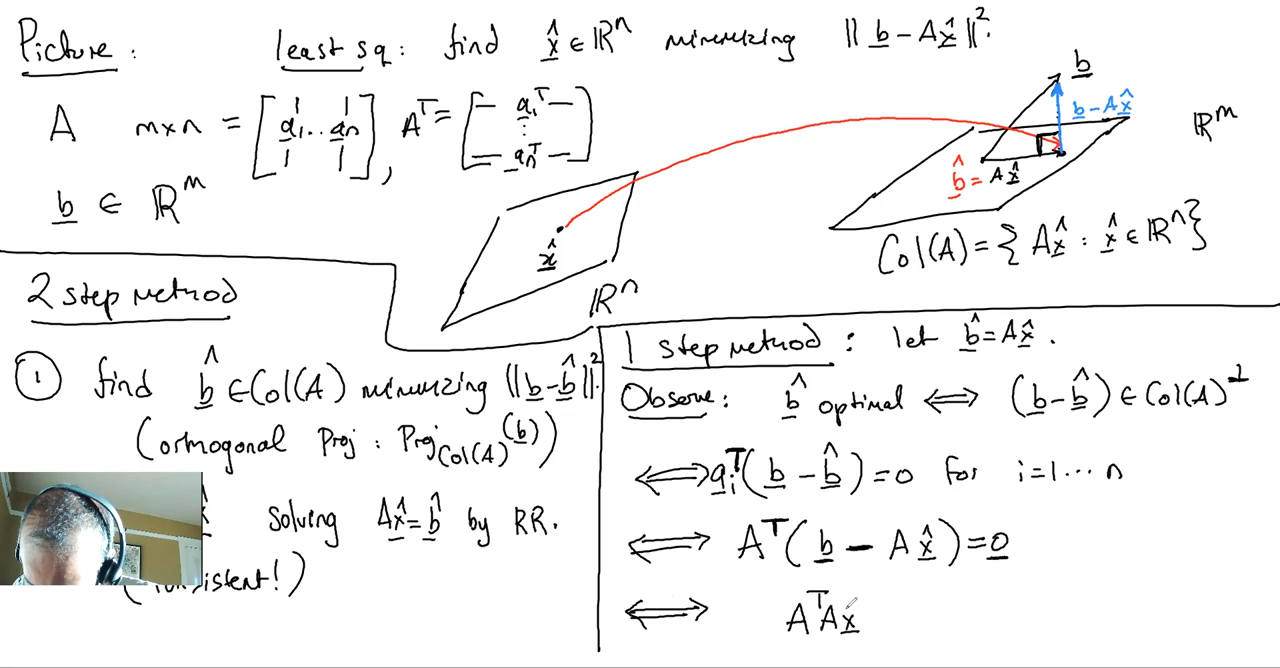 Picture : least sq : find x̂ ∈ ℝⁿ minimizing ‖ b − Ax̂ ‖².
A m×n = [ a₁ … aₙ ], Aᵀ = [ — a₁ᵀ — ⋮ — aₙᵀ — ]
b ∈ ℝᵐ
x̂
ℝⁿ
b
b − Ax̂
b̂ = Ax̂
ℝᵐ
Col(A) = { Ax̂ : x̂ ∈ ℝⁿ }
2 step method
① find b̂ ∈ Col(A) minimizing ‖b − b̂‖².
(orthogonal Proj : Proj_Col(A) (b))
solving Ax̂ = b̂ by RR.
1 step method : let b̂ = Ax̂ .
Observe : b̂ optimal ⟺ (b − b̂) ∈ Col(A)^⊥
⟺ aᵢᵀ(b − b̂) = 0 for i = 1 … n
⟺ Aᵀ(b − Ax̂) = 0
⟺ AᵀAx